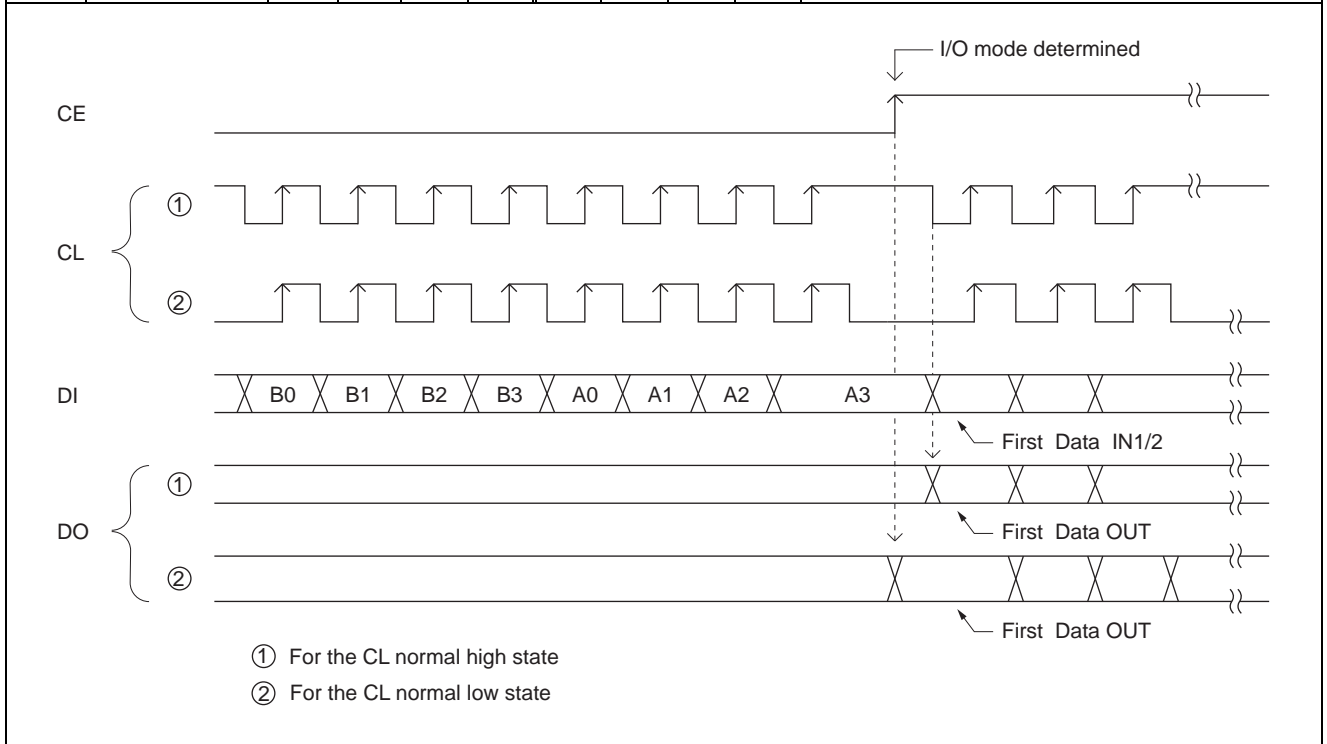 I/O mode determined
CE
①
CL
②
DI B0 B1 B2 B3 A0 A1 A2 A3
First Data IN1/2
①
First Data OUT
DO
②
First Data OUT
① For the CL normal high state
② For the CL normal low state